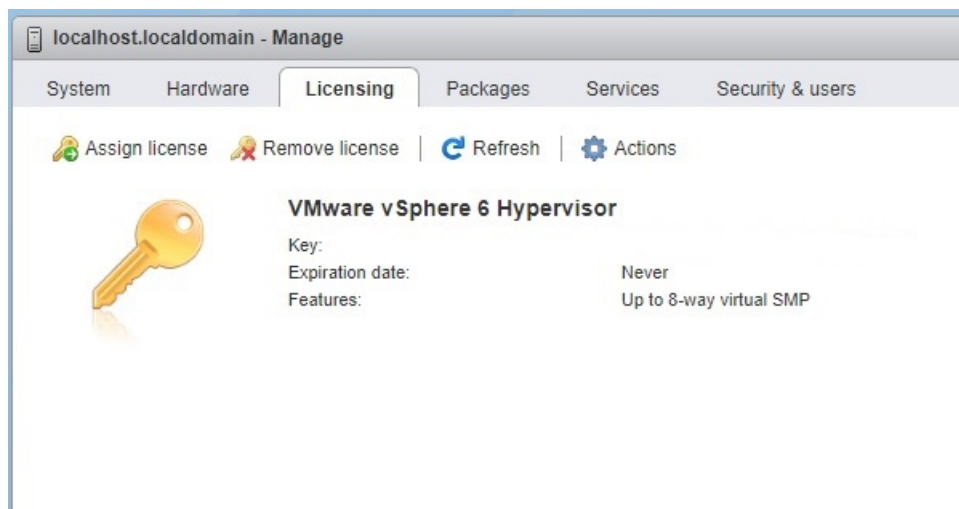 localhost.localdomain - Manage
System Hardware Licensing Packages Services Security & users
Assign license Remove license Refresh Actions
VMware vSphere 6 Hypervisor
Key:
Expiration date: Never
Features: Up to 8-way virtual SMP